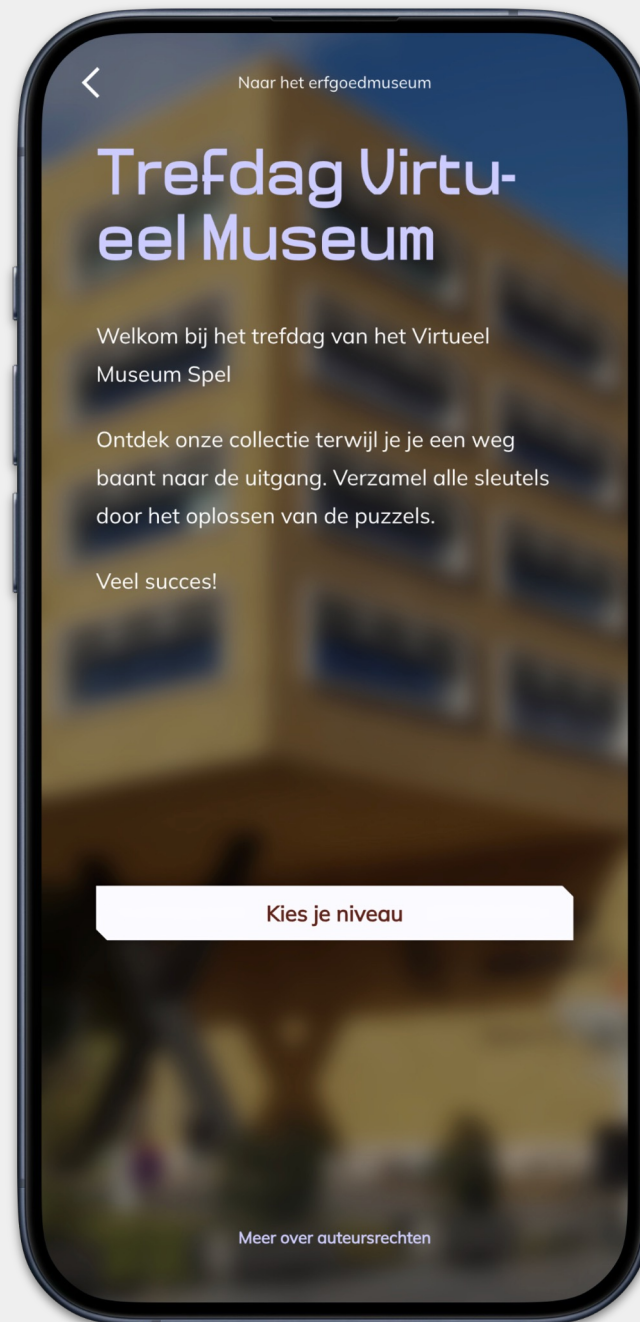 Naar het erfgoedmuseum
Trefdag Virtu-
eel Museum
Welkom bij het trefdag van het Virtueel
Museum Spel
Ontdek onze collectie terwijl je je een weg
baant naar de uitgang. Verzamel alle sleutels
door het oplossen van de puzzels.
Veel succes!
Kies je niveau
Meer over auteursrechten